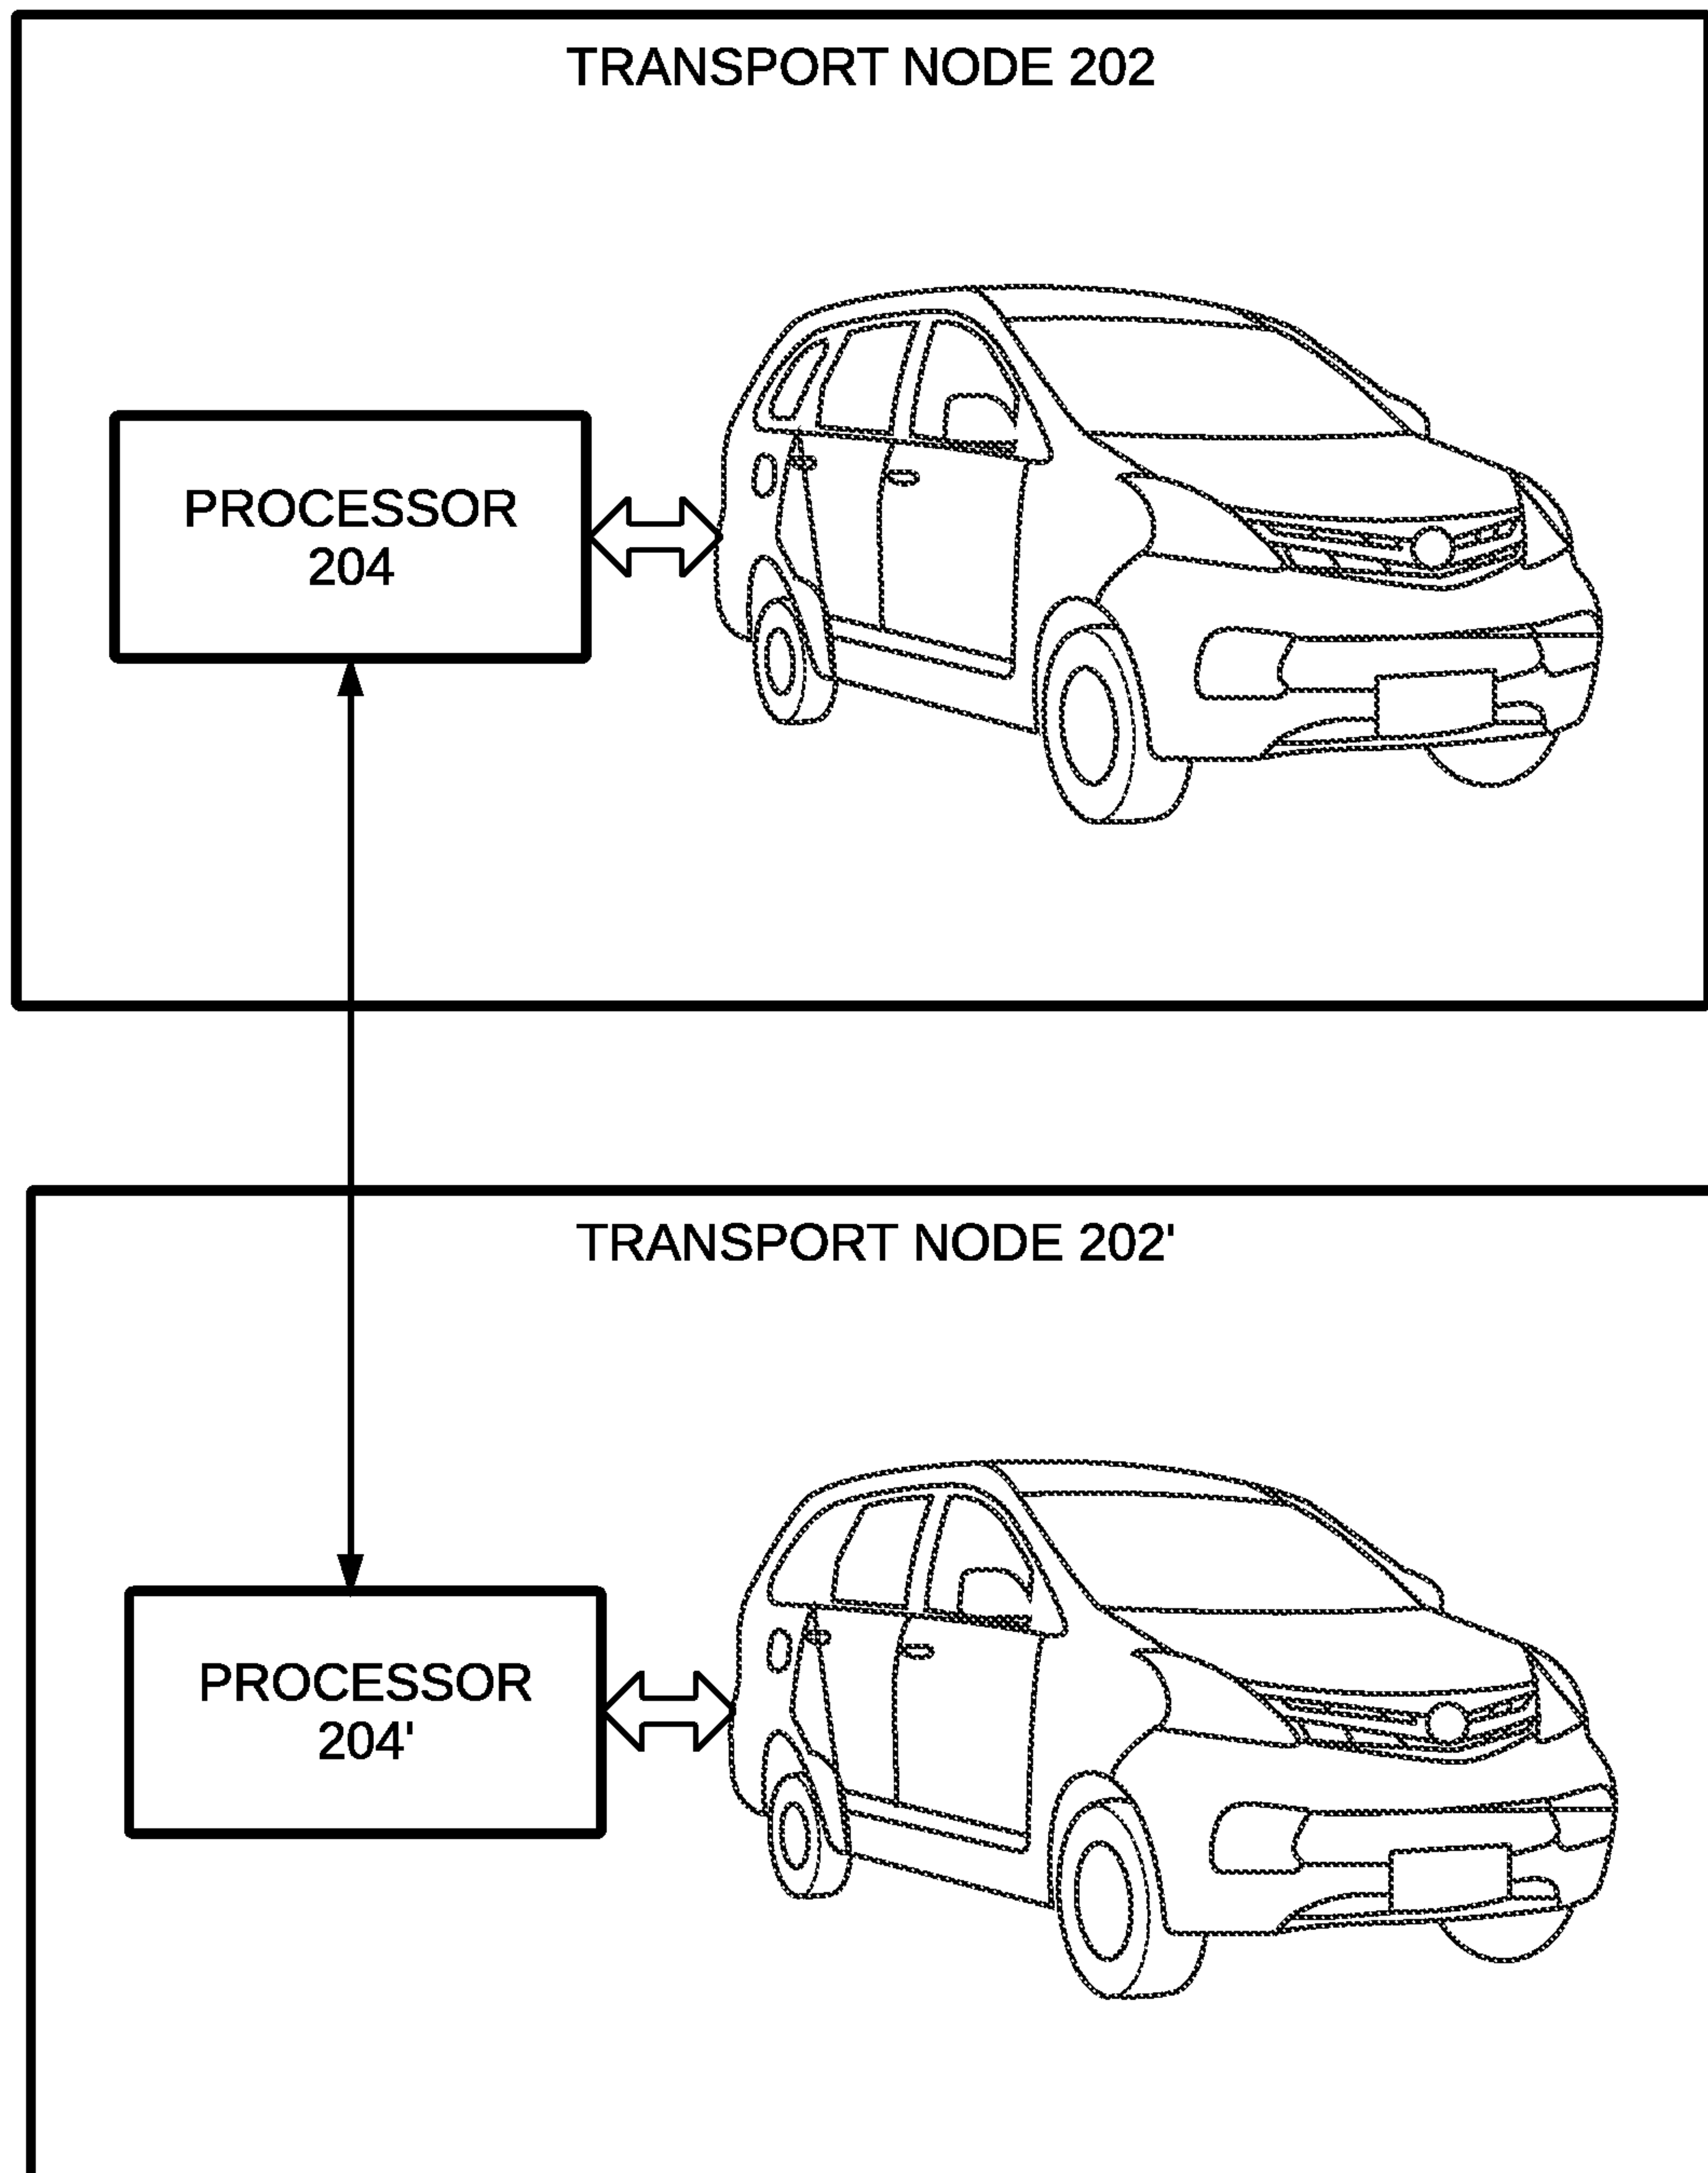 TRANSPORT NODE 202
PROCESSOR
204
TRANSPORT NODE 202'
PROCESSOR
204'